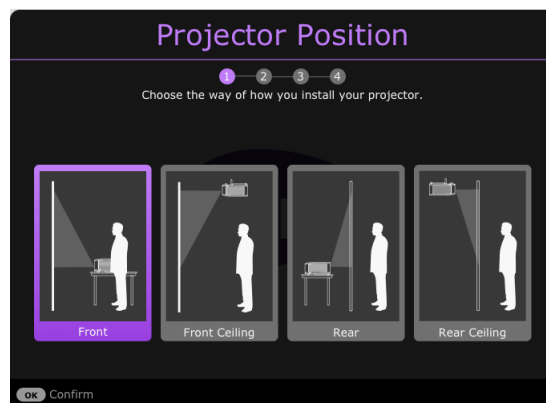 Projector Position
1 2 3 4
Choose the way of how you install your projector.
Front
Front Ceiling
Rear
Rear Ceiling
OK Confirm